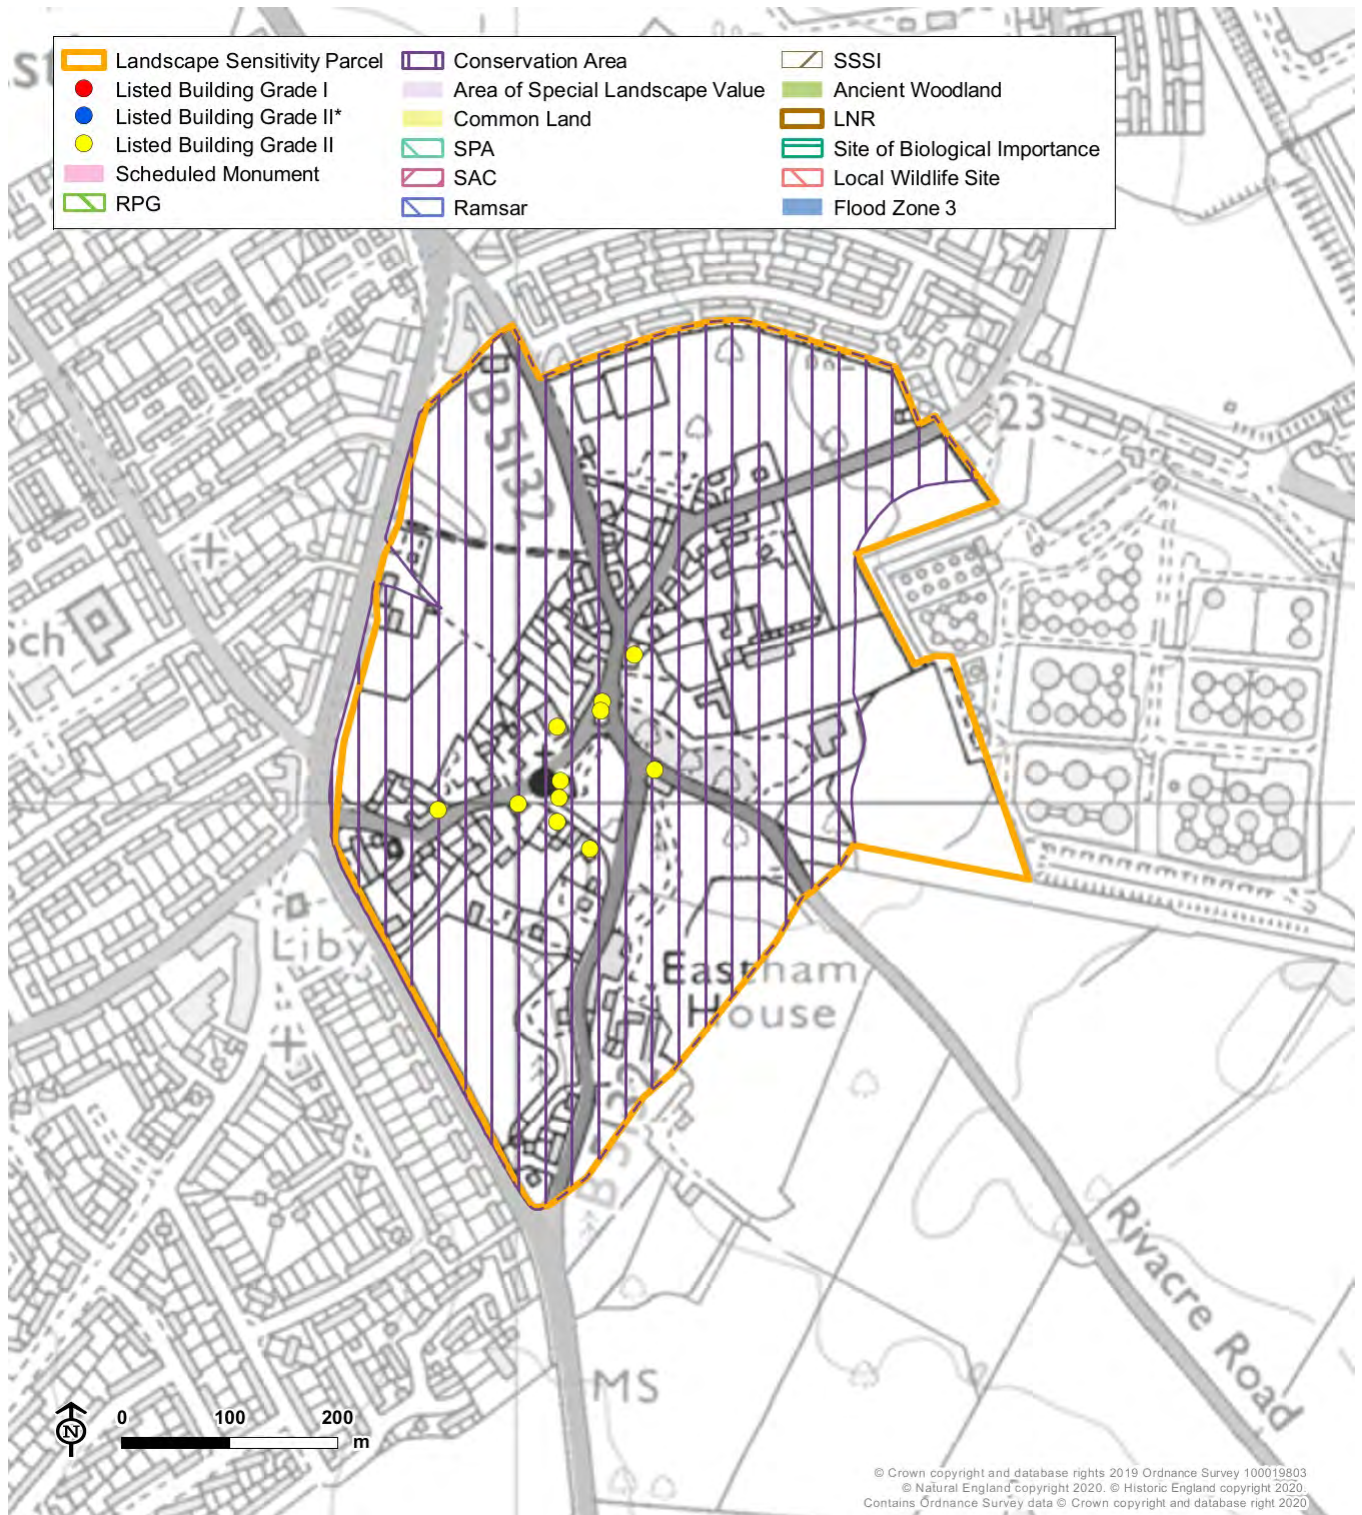 Landscape Sensitivity Parcel
Listed Building Grade I
Listed Building Grade II*
Listed Building Grade II
Scheduled Monument
RPG
Conservation Area
Area of Special Landscape Value
Common Land
SPA
SAC
Ramsar
SSSI
Ancient Woodland
LNR
Site of Biological Importance
Local Wildlife Site
Flood Zone 3
B 5132
23
Liby
Eastham
House
B 5132
Rivacre Road
MS
N
0 100 200
m
© Crown copyright and database rights 2019 Ordnance Survey 100019803
© Natural England copyright 2020. © Historic England copyright 2020.
Contains Ordnance Survey data © Crown copyright and database right 2020